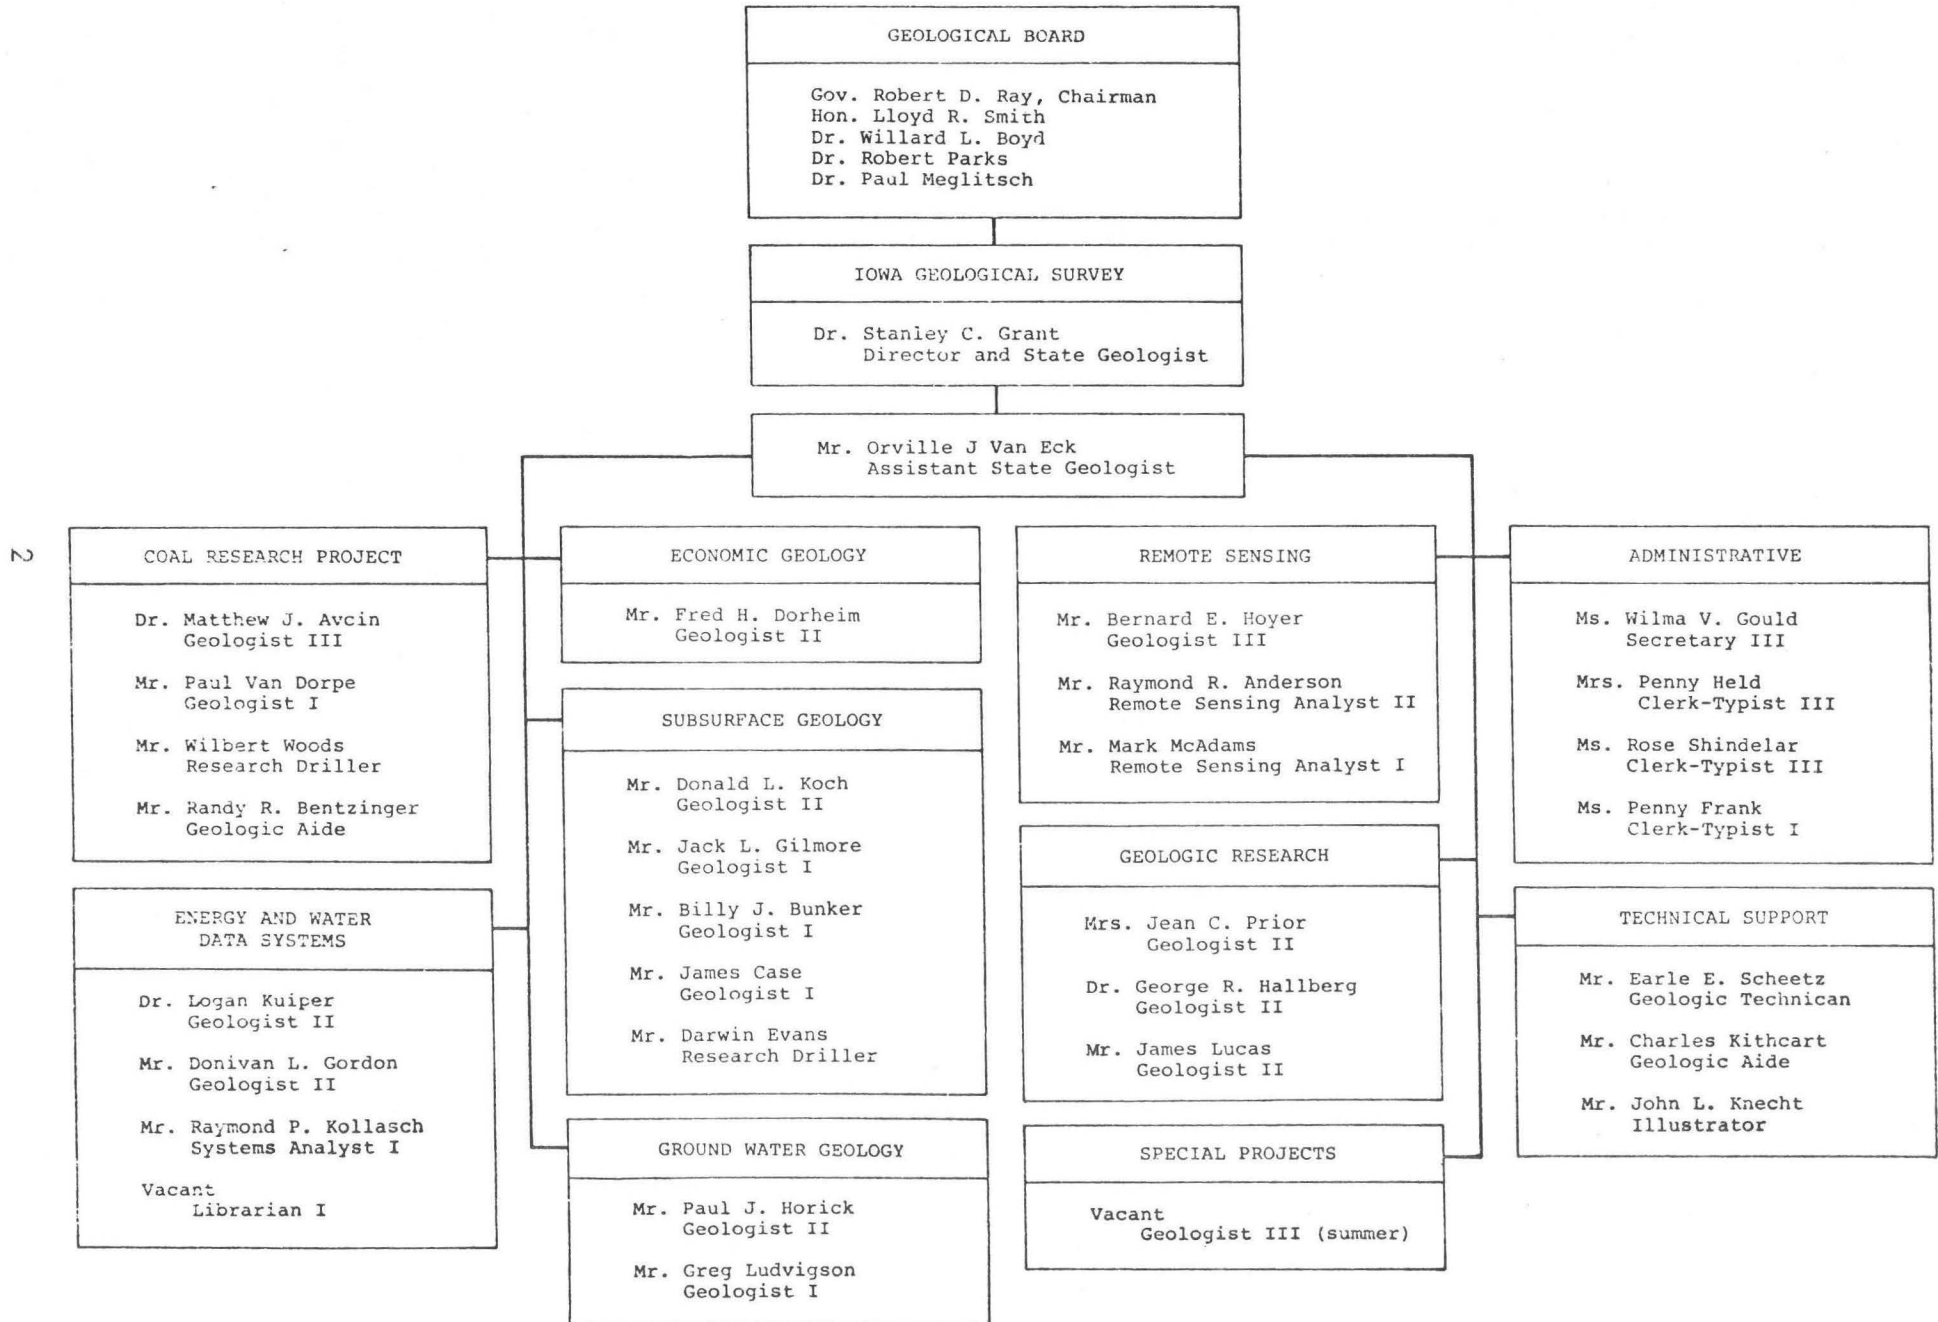 GEOLOGICAL BOARD
Gov. Robert D. Ray, Chairman
Hon. Lloyd R. Smith
Dr. Willard L. Boyd
Dr. Robert Parks
Dr. Paul Meglitsch
IOWA GEOLOGICAL SURVEY
Dr. Stanley C. Grant
Director and State Geologist
Mr. Orville J Van Eck
Assistant State Geologist
2
COAL RESEARCH PROJECT
Dr. Matthew J. Avcin
Geologist III
Mr. Paul Van Dorpe
Geologist I
Mr. Wilbert Woods
Research Driller
Mr. Randy R. Bentzinger
Geologic Aide
ENERGY AND WATER
DATA SYSTEMS
Dr. Logan Kuiper
Geologist II
Mr. Donivan L. Gordon
Geologist II
Mr. Raymond P. Kollasch
Systems Analyst I
Vacant
Librarian I
ECONOMIC GEOLOGY
Mr. Fred H. Dorheim
Geologist II
SUBSURFACE GEOLOGY
Mr. Donald L. Koch
Geologist II
Mr. Jack L. Gilmore
Geologist I
Mr. Billy J. Bunker
Geologist I
Mr. James Case
Geologist I
Mr. Darwin Evans
Research Driller
GROUND WATER GEOLOGY
Mr. Paul J. Horick
Geologist II
Mr. Greg Ludvigson
Geologist I
REMOTE SENSING
Mr. Bernard E. Hoyer
Geologist III
Mr. Raymond R. Anderson
Remote Sensing Analyst II
Mr. Mark McAdams
Remote Sensing Analyst I
GEOLOGIC RESEARCH
Mrs. Jean C. Prior
Geologist II
Dr. George R. Hallberg
Geologist II
Mr. James Lucas
Geologist II
SPECIAL PROJECTS
Vacant
Geologist III (summer)
ADMINISTRATIVE
Ms. Wilma V. Gould
Secretary III
Mrs. Penny Held
Clerk-Typist III
Ms. Rose Shindelar
Clerk-Typist III
Ms. Penny Frank
Clerk-Typist I
TECHNICAL SUPPORT
Mr. Earle E. Scheetz
Geologic Technican
Mr. Charles Kithcart
Geologic Aide
Mr. John L. Knecht
Illustrator